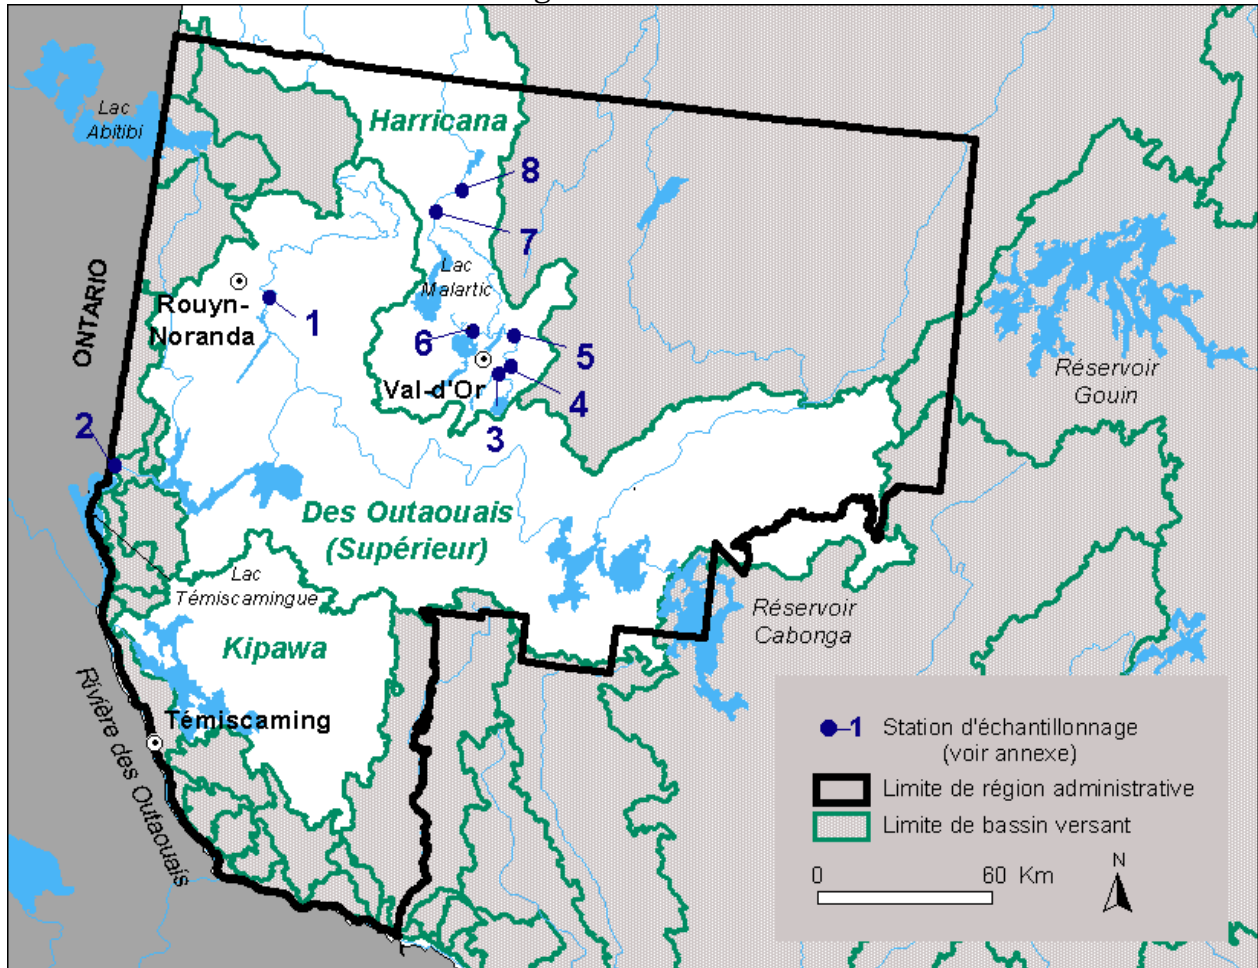 Lac
Abitibi
Harricana
8
7
ONTARIO
Rouyn-
Noranda
1
Lac
Malartic
6
5
Val-d'Or
4
3
Réservoir
Gouin
2
Des Outaouais
(Supérieur)
Lac
Témiscamingue
Kipawa
Réservoir
Cabonga
Témiscaming
Rivière des Outaouais
1 Station d'échantillonnage
(voir annexe)
Limite de région administrative
Limite de bassin versant
0 60 Km
N